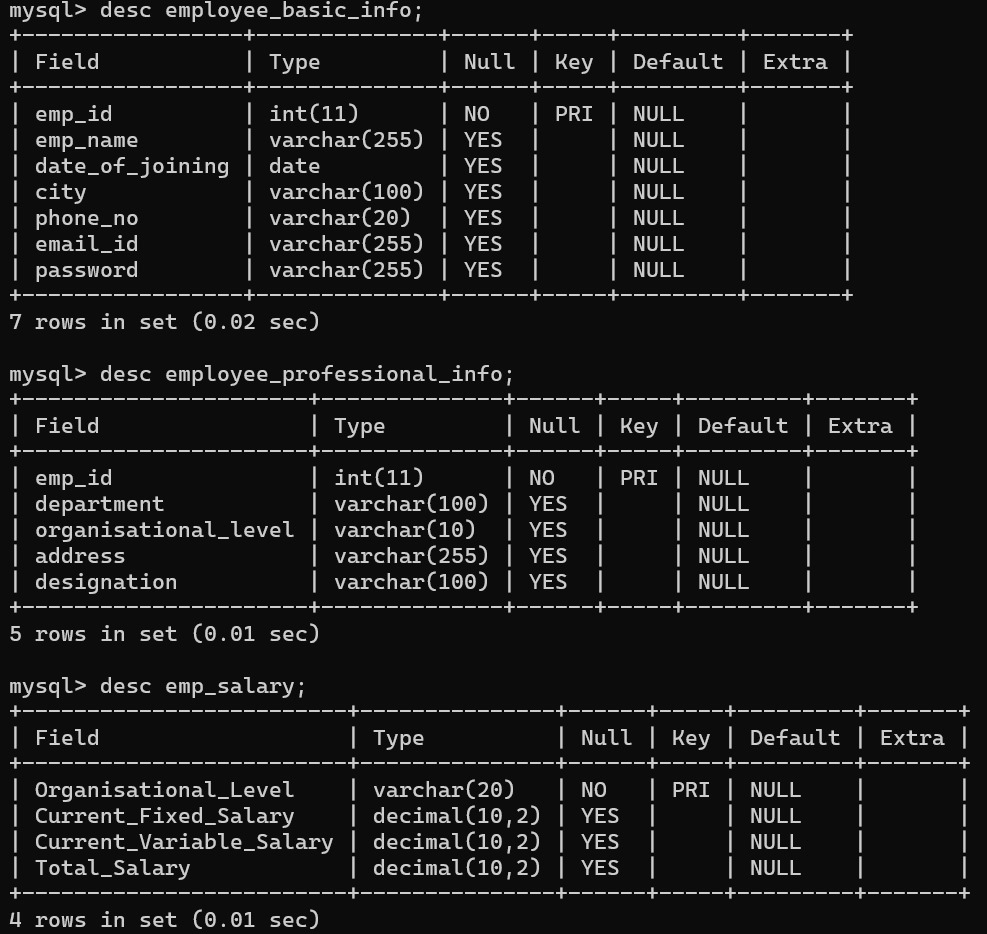 mysql> desc employee_basic_info;
+-----------------+--------------+------+-----+---------+-------+
| Field           | Type         | Null | Key | Default | Extra |
+-----------------+--------------+------+-----+---------+-------+
| emp_id          | int(11)      | NO   | PRI | NULL    |       |
| emp_name        | varchar(255) | YES  |     | NULL    |       |
| date_of_joining | date         | YES  |     | NULL    |       |
| city            | varchar(100) | YES  |     | NULL    |       |
| phone_no        | varchar(20)  | YES  |     | NULL    |       |
| email_id        | varchar(255) | YES  |     | NULL    |       |
| password        | varchar(255) | YES  |     | NULL    |       |
+-----------------+--------------+------+-----+---------+-------+
7 rows in set (0.02 sec)

mysql> desc employee_professional_info;
+----------------------+--------------+------+-----+---------+-------+
| Field                | Type         | Null | Key | Default | Extra |
+----------------------+--------------+------+-----+---------+-------+
| emp_id               | int(11)      | NO   | PRI | NULL    |       |
| department           | varchar(100) | YES  |     | NULL    |       |
| organisational_level | varchar(10)  | YES  |     | NULL    |       |
| address              | varchar(255) | YES  |     | NULL    |       |
| designation          | varchar(100) | YES  |     | NULL    |       |
+----------------------+--------------+------+-----+---------+-------+
5 rows in set (0.01 sec)

mysql> desc emp_salary;
+-------------------------+---------------+------+-----+---------+-------+
| Field                   | Type          | Null | Key | Default | Extra |
+-------------------------+---------------+------+-----+---------+-------+
| Organisational_Level    | varchar(20)   | NO   | PRI | NULL    |       |
| Current_Fixed_Salary    | decimal(10,2) | YES  |     | NULL    |       |
| Current_Variable_Salary | decimal(10,2) | YES  |     | NULL    |       |
| Total_Salary            | decimal(10,2) | YES  |     | NULL    |       |
+-------------------------+---------------+------+-----+---------+-------+
4 rows in set (0.01 sec)